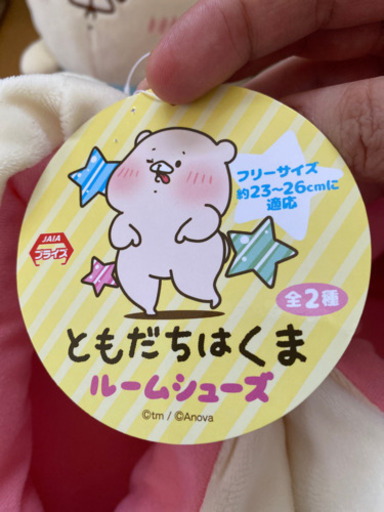 フリーサイズ
約23~26cmに
適応
JAIA
プライズ
全2種
ともだちはくま
ルームシューズ
©tm / ©Anova